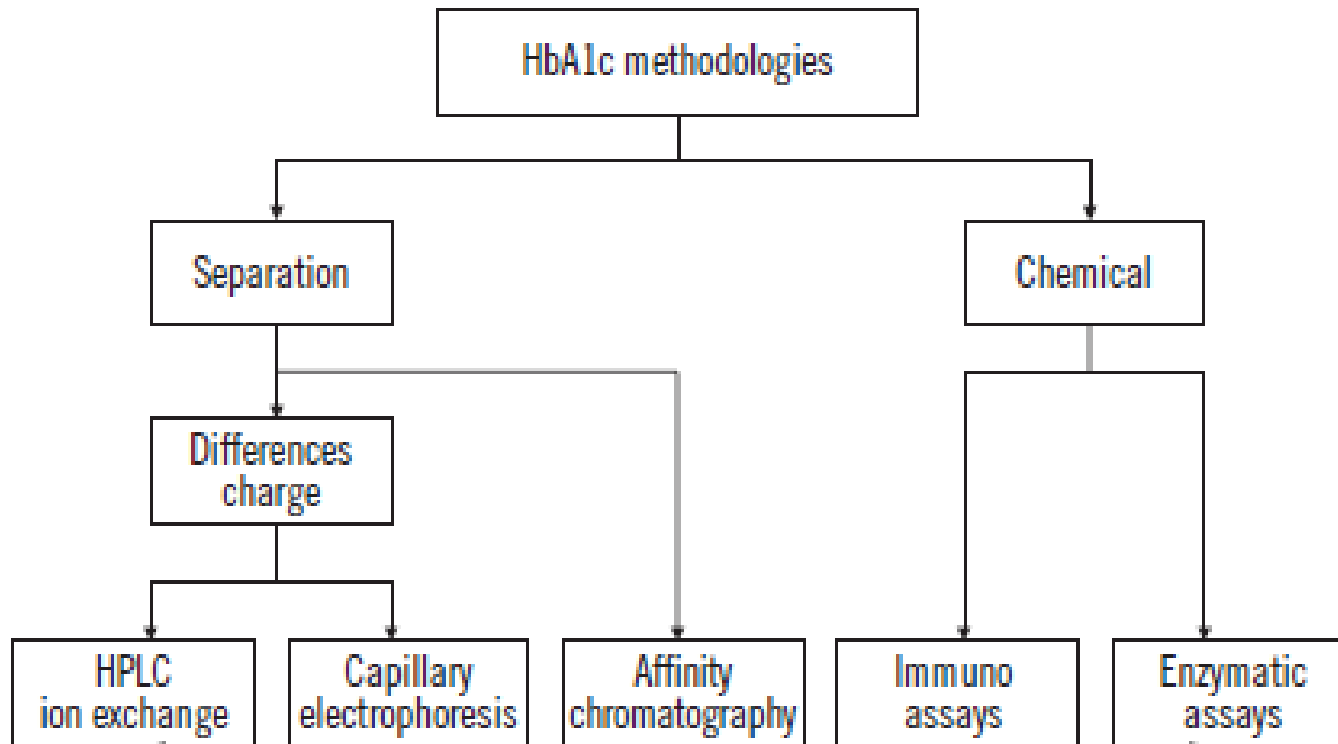 HbA1c methodologies
Separation
Chemical
Differences
charge
HPLC
ion exchange
Capillary
electrophoresis
Affinity
chromatography
Immuno
assays
Enzymatic
assays